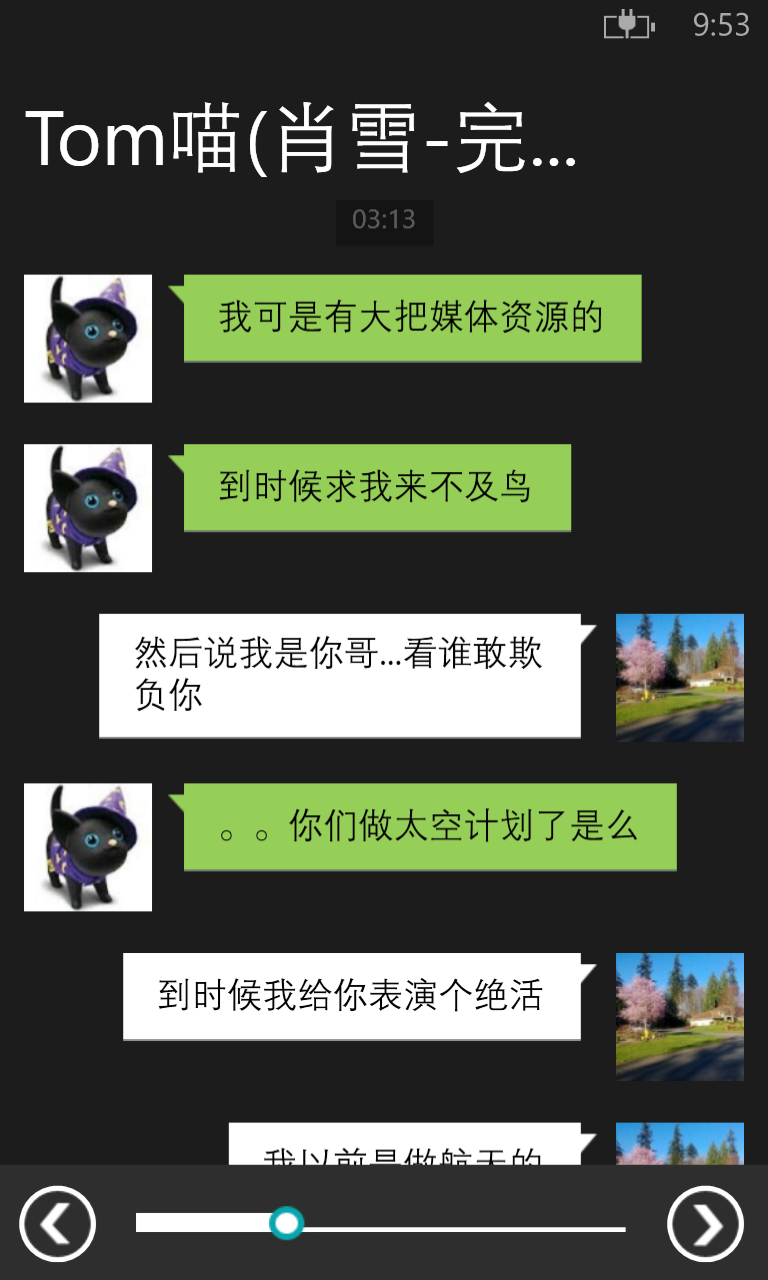 9:53
Tom喵(肖雪-完...
03:13
我可是有大把媒体资源的
到时候求我来不及鸟
然后说我是你哥...看谁敢欺
负你
。。你们做太空计划了是么
到时候我给你表演个绝活
我以前是做航天的